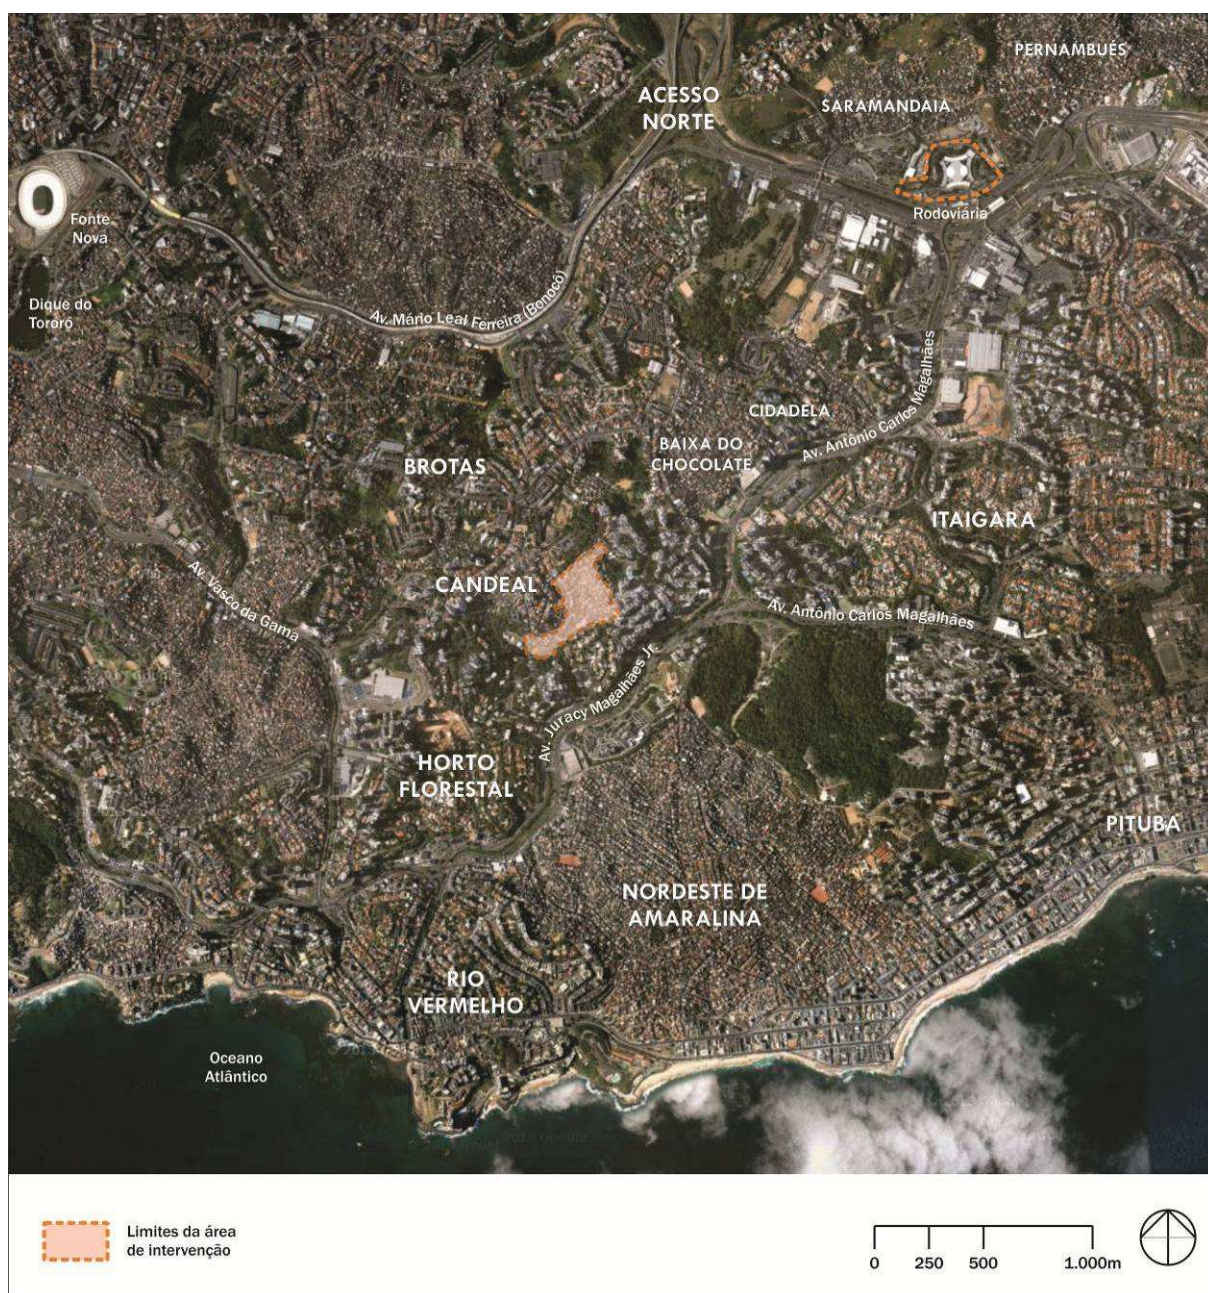 PERNAMBUÉS
ACESSO
NORTE
SARAMANDAIA
Rodoviária
Fonte
Nova
Dique do
Tororó
Av. Mário Leal Ferreira (Bonocô)
Av. Antônio Carlos Magalhães
CIDADELA
BAIXA DO
CHOCOLATE
BROTAS
ITAIGARA
CANDEAL
Av. Vasco da Gama
Av. Antônio Carlos Magalhães
Av. Juracy Magalhães Jr.
HORTO
FLORESTAL
PITUBA
NORDESTE DE
AMARALINA
RIO
VERMELHO
Oceano
Atlântico
Limites da área
de intervenção
0 250 500 1.000m